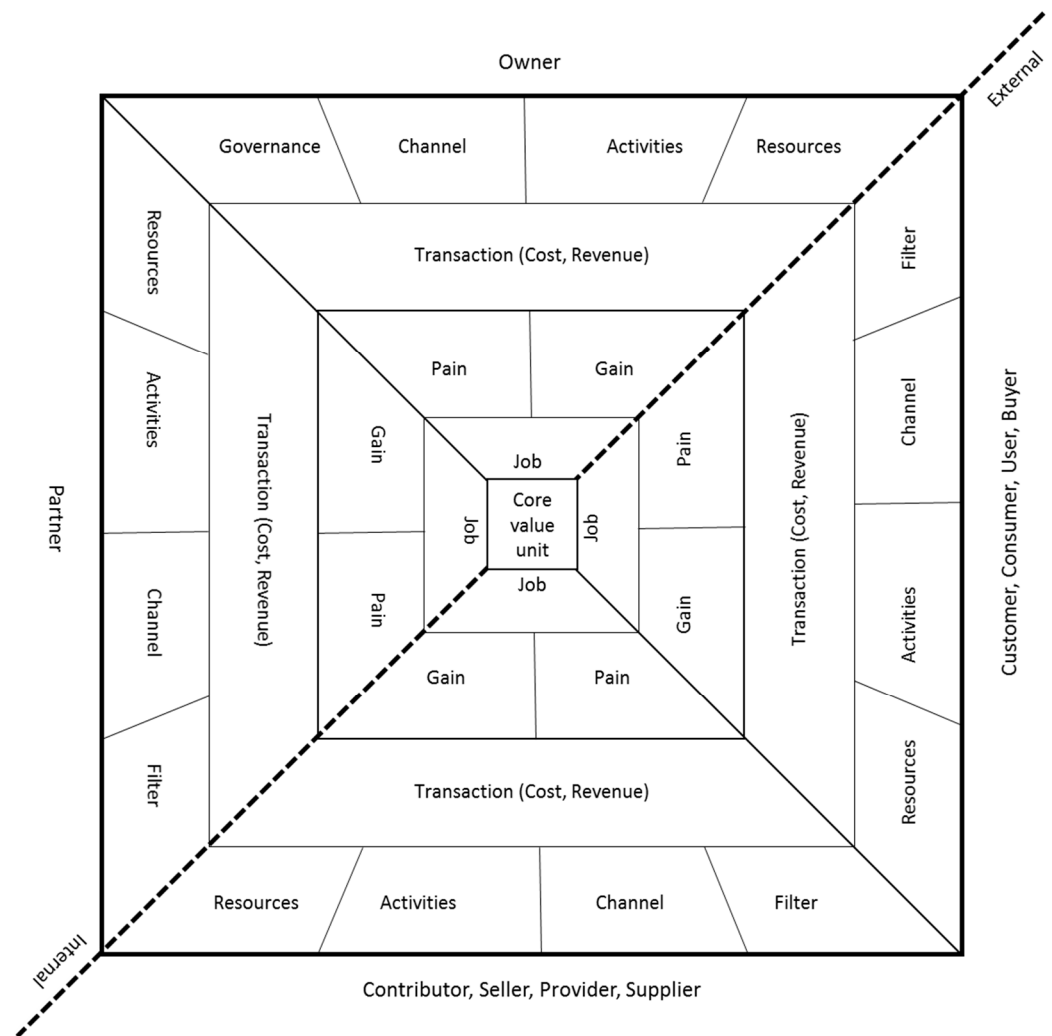 Owner
External
Governance
Channel
Activities
Resources
Resources
Activities
Channel
Filter
Partner
Transaction (Cost, Revenue)
Transaction (Cost, Revenue)
Pain
Gain
Gain
Pain
Job
Job
Core
value
unit
Job
Job
Pain
Gain
Gain
Pain
Transaction (Cost, Revenue)
Transaction (Cost, Revenue)
Filter
Channel
Activities
Resources
Customer, Consumer, User, Buyer
Resources
Activities
Channel
Filter
Internal
Contributor, Seller, Provider, Supplier